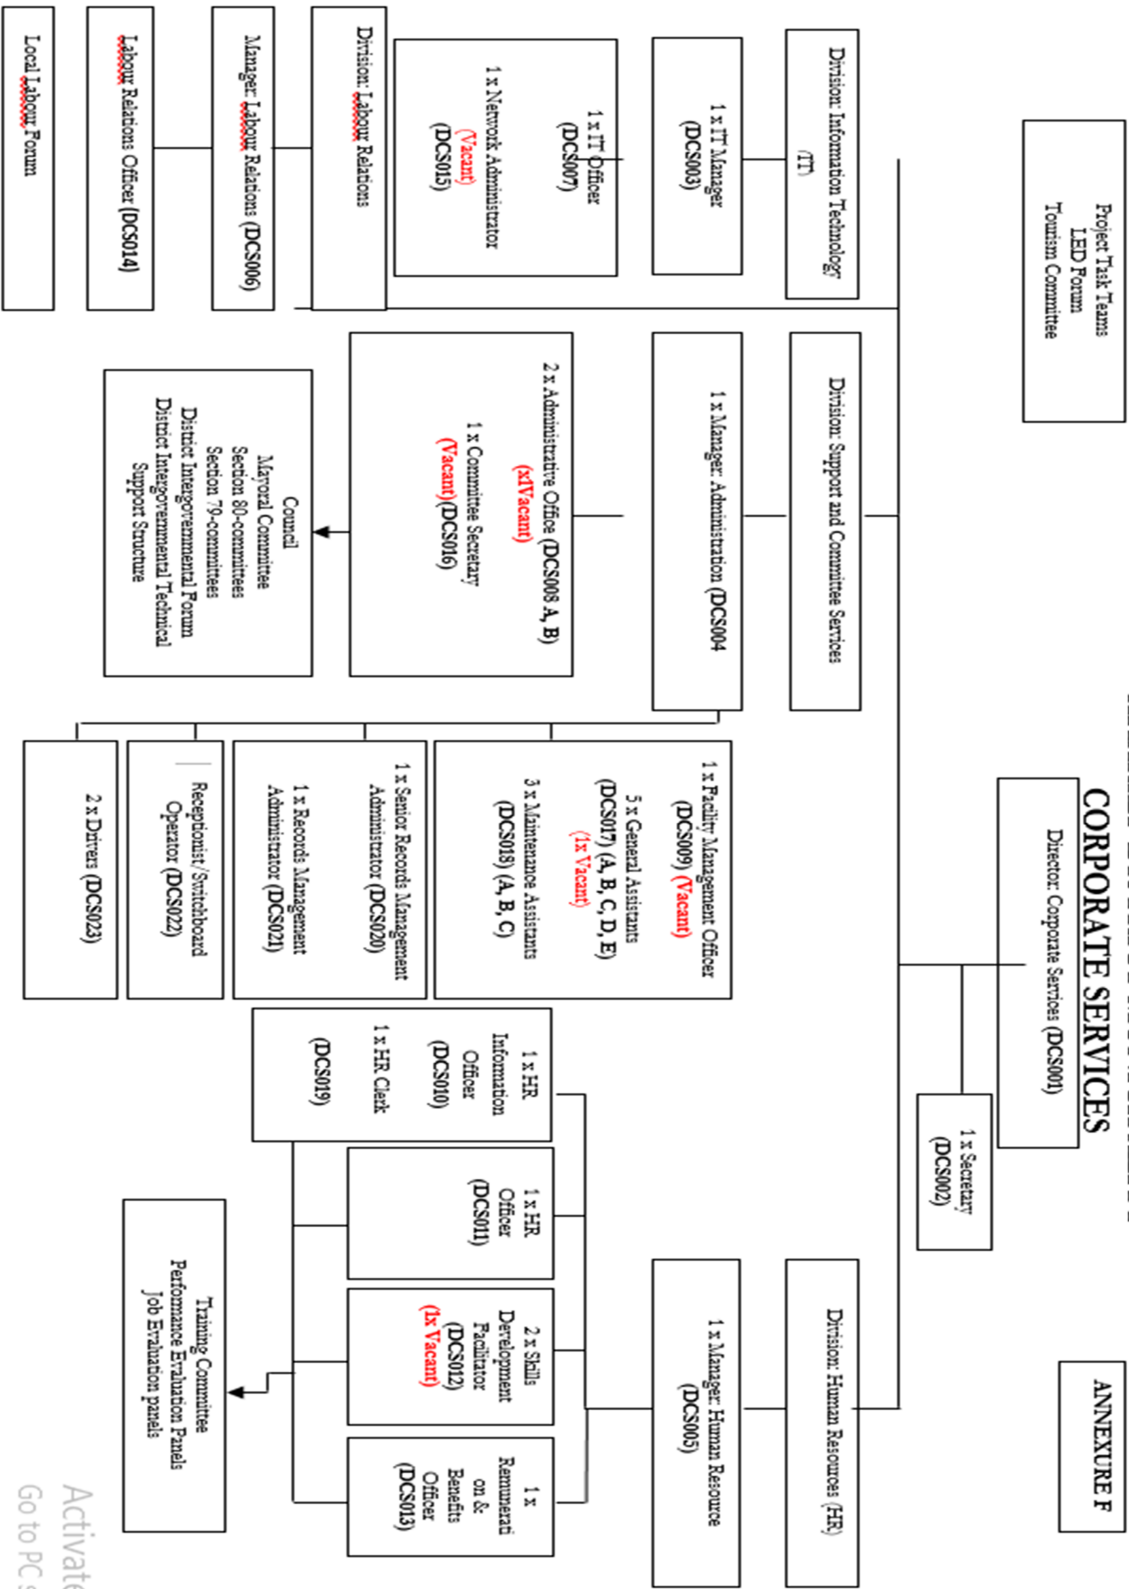 CORPORATE SERVICES
ANNEXURE F
Project Task Teams
LED Forum
Tourism Committee
Director: Corporate Services (DCS001)
1 x Secretary
(DCS002)
Division: Information Technology
(IT)
1 x IT Manager
(DCS003)
1 x IT Officer
(DCS007)
1 x Network Administrator
(Vacant)
(DCS015)
Division: Labour Relations
Manager: Labour Relations (DCS006)
Labour Relations Officer (DCS014)
Local Labour Forum
Division: Support and Committee Services
1 x Manager: Administration (DCS004
2 x Administrative Office (DCS008 A, B)
(x1Vacant)
1 x Committee Secretary
(Vacant)(DCS016)
Council
Mayoral Committee
Section 80-committees
Section 79-committees
District Intergovernmental Forum
District Intergovernmental Technical
Support Structure
1 x Facility Management Officer
(DCS009) (Vacant)
5 x General Assistants
(DCS017) (A, B, C, D, E)
(1x Vacant)
3 x Maintenance Assistants
(DCS018) (A, B, C)
1 x Senior Records Management
Administrator (DCS020)
1 x Records Management
Administrator (DCS021)
Receptionist/Switchboard
Operator (DCS022)
2 x Drivers (DCS023)
Division: Human Resources (HR)
1 x Manager: Human Resource
(DCS005)
1 x HR
Information
Officer
(DCS010)
1 x HR Clerk
(DCS019)
1 x HR
Officer
(DCS011)
2 x Skills
Development
Facilitator
(DCS012)
(1x Vacant)
1 x
Remunerati
on &
Benefits
Officer
(DCS013)
Training Committee
Performance Evaluation Panels
Job Evaluation panels
Activate
Go to PC s